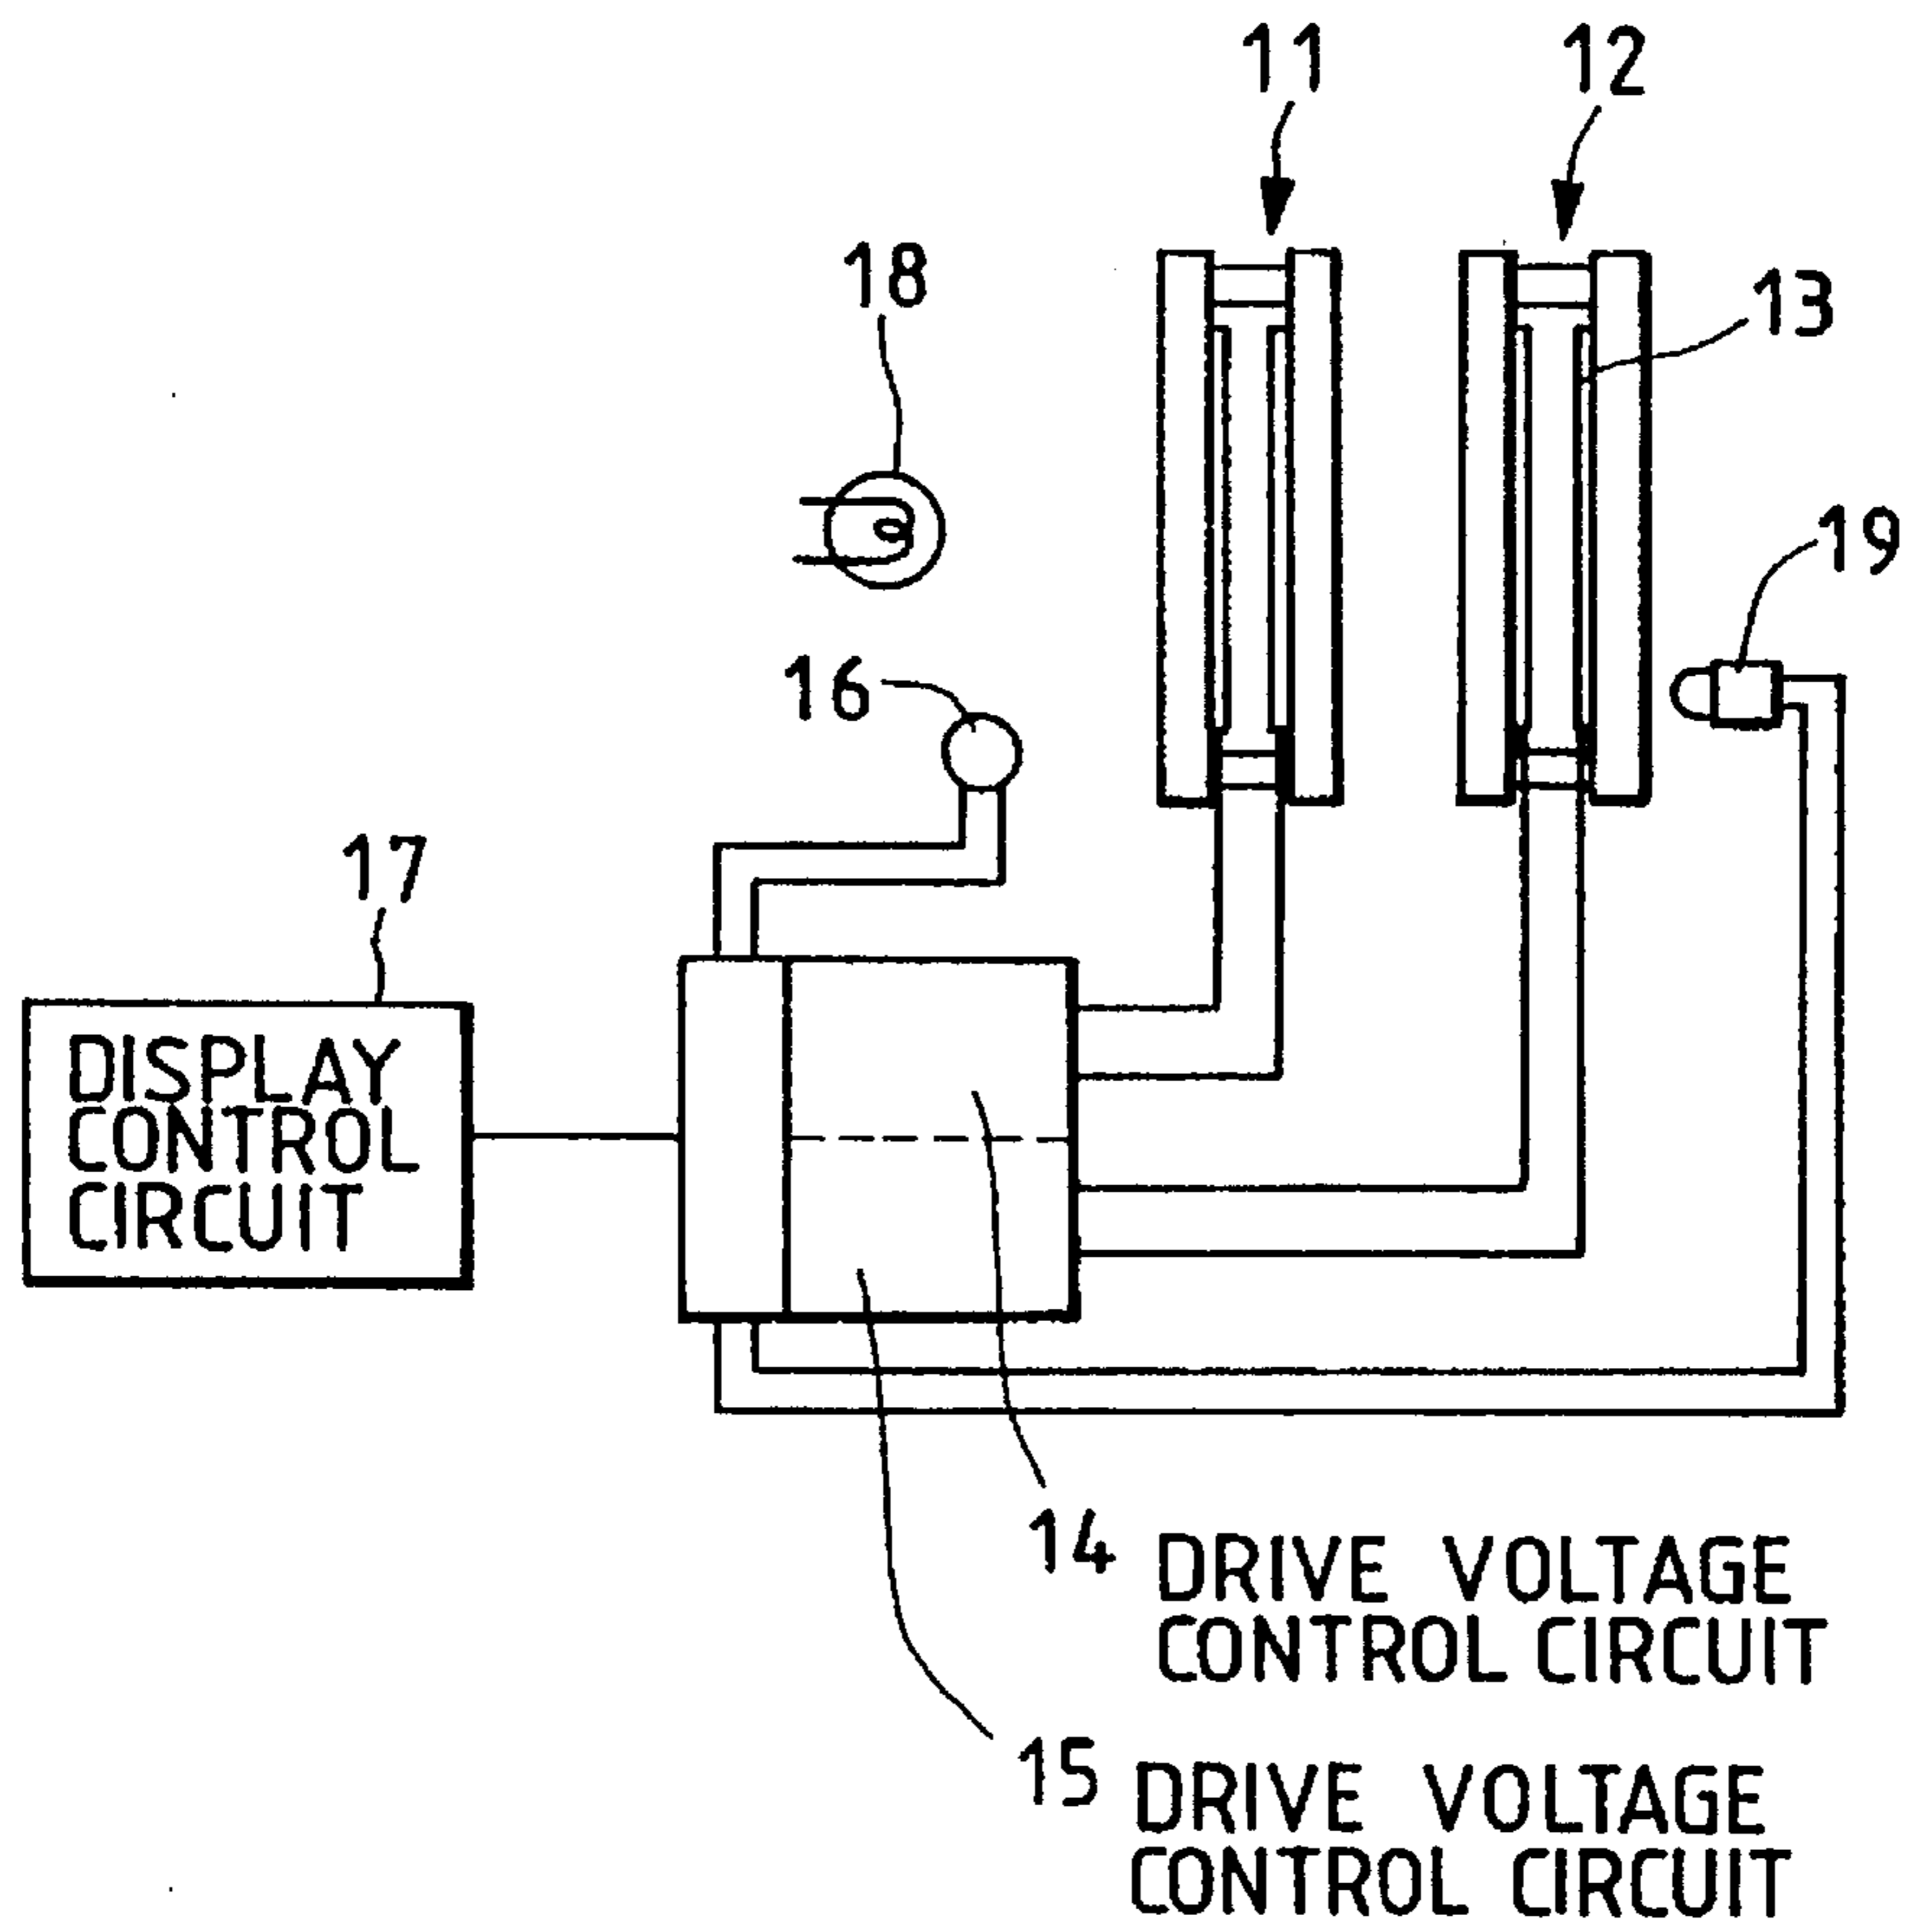 11
12
18
13
19
16
17
DISPLAY
CONTROL
CIRCUIT
14 DRIVE VOLTAGE
CONTROL CIRCUIT
15 DRIVE VOLTAGE
CONTROL CIRCUIT